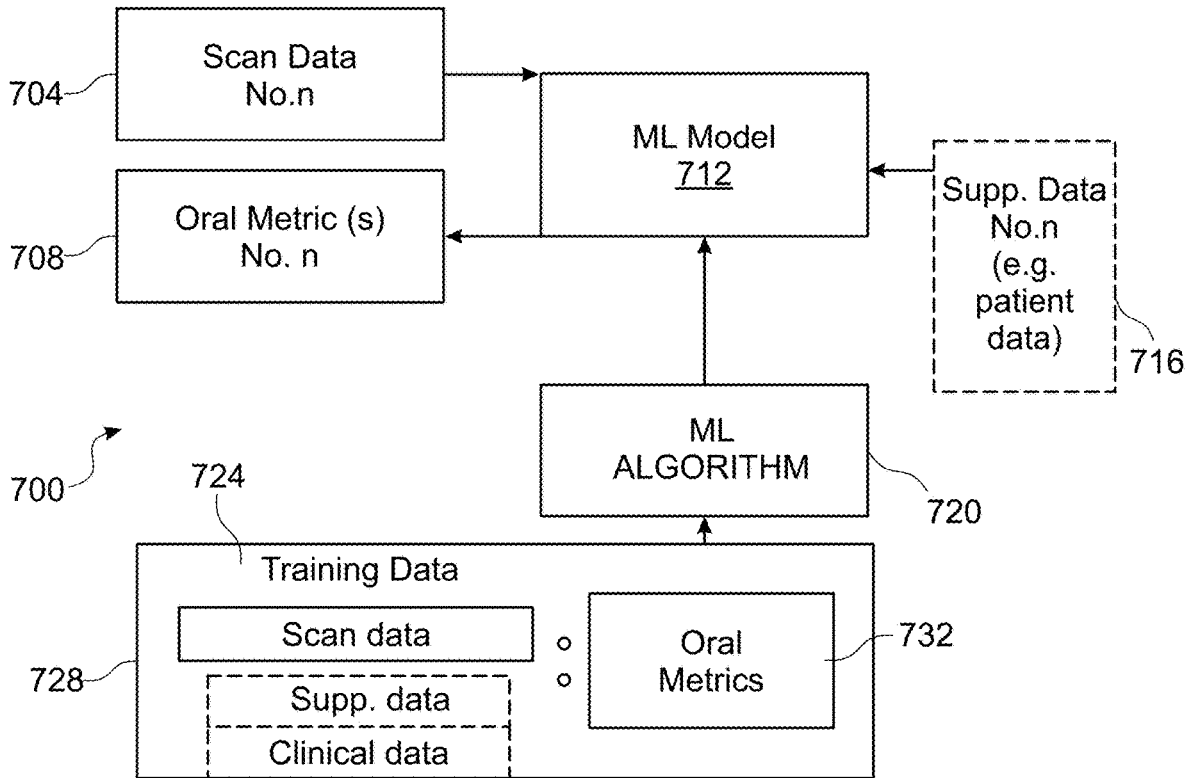 Scan Data
No.n
704
ML Model
712
Oral Metric (s)
No. n
708
Supp. Data
No.n
(e.g.
patient
data)
716
ML
ALGORITHM
720
700
724
Training Data
Scan data
Oral
Metrics
732
728
Supp. data
Clinical data